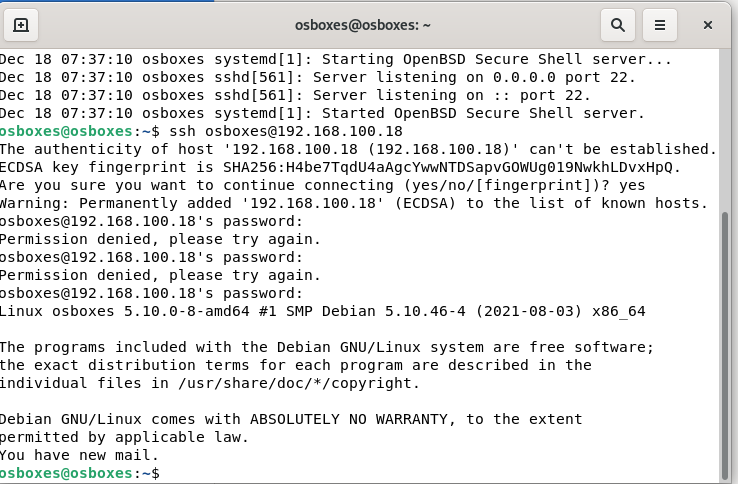 osboxes@osboxes: ~
Dec 18 07:37:10 osboxes systemd[1]: Starting OpenBSD Secure Shell server...
Dec 18 07:37:10 osboxes sshd[561]: Server listening on 0.0.0.0 port 22.
Dec 18 07:37:10 osboxes sshd[561]: Server listening on :: port 22.
Dec 18 07:37:10 osboxes systemd[1]: Started OpenBSD Secure Shell server.
osboxes@osboxes:~$ ssh osboxes@192.168.100.18
The authenticity of host '192.168.100.18 (192.168.100.18)' can't be established.
ECDSA key fingerprint is SHA256:H4be7TqdU4aAgcYwwNTDSapvGOWUg019NwkhLDvxHpQ.
Are you sure you want to continue connecting (yes/no/[fingerprint])? yes
Warning: Permanently added '192.168.100.18' (ECDSA) to the list of known hosts.
osboxes@192.168.100.18's password:
Permission denied, please try again.
osboxes@192.168.100.18's password:
Permission denied, please try again.
osboxes@192.168.100.18's password:
Linux osboxes 5.10.0-8-amd64 #1 SMP Debian 5.10.46-4 (2021-08-03) x86_64
The programs included with the Debian GNU/Linux system are free software;
the exact distribution terms for each program are described in the
individual files in /usr/share/doc/*/copyright.
Debian GNU/Linux comes with ABSOLUTELY NO WARRANTY, to the extent
permitted by applicable law.
You have new mail.
osboxes@osboxes:~$